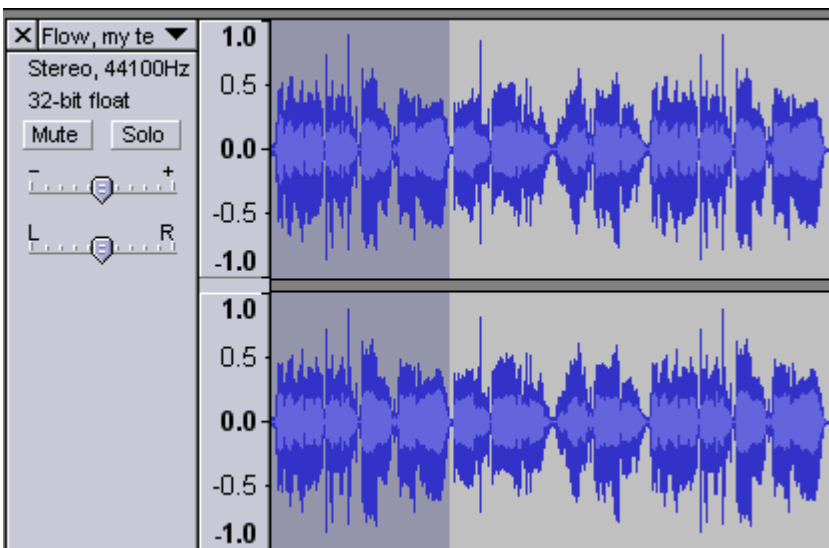 X Flow, my te ▼
Stereo, 44100Hz
32-bit float
Mute Solo
- +
L R
1.0
0.5
0.0
-0.5
-1.0
1.0
0.5
0.0
-0.5
-1.0